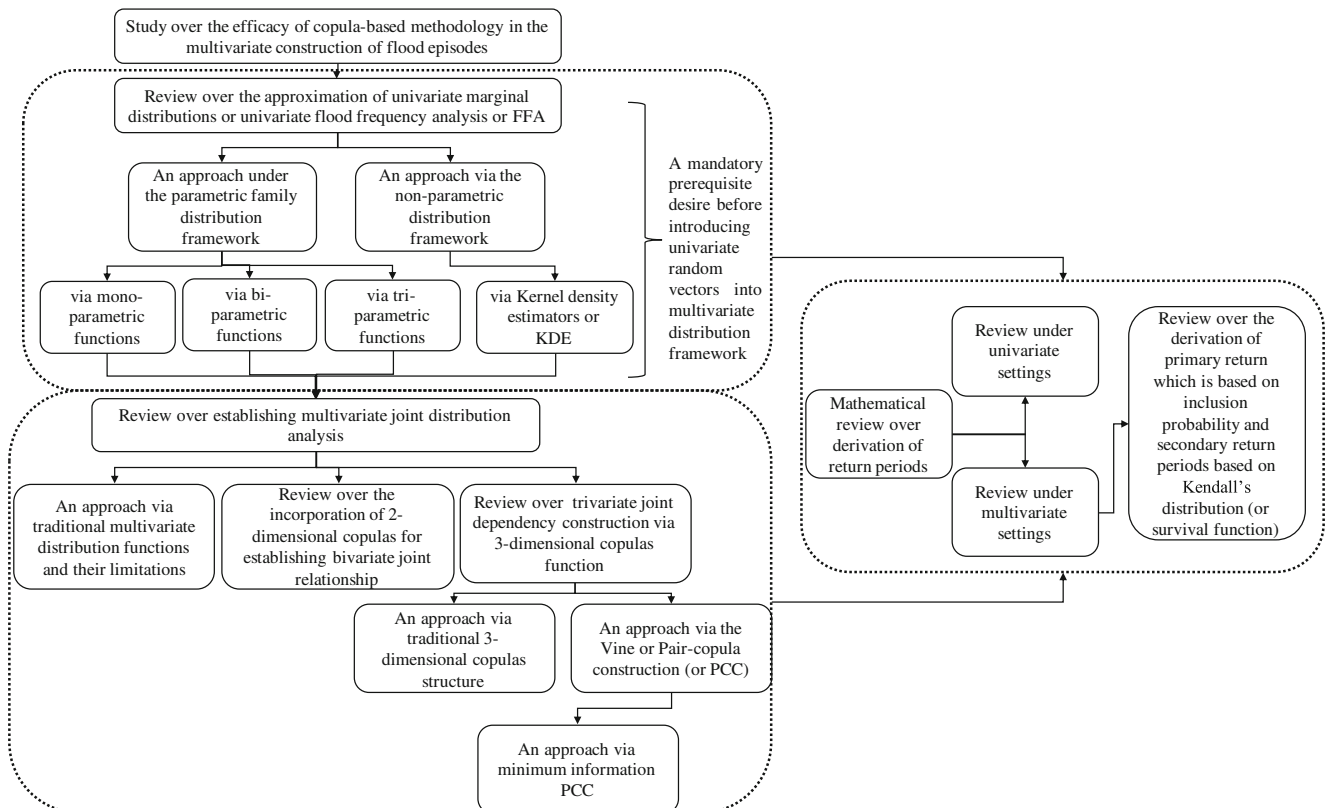 Study over the efficacy of copula-based methodology in the
multivariate construction of flood episodes
Review over the approximation of univariate marginal
distributions or univariate flood frequency analysis or FFA
An approach under
the parametric family
distribution
framework
An approach via the
non-parametric
distribution
framework
via mono-
parametric
functions
via bi-
parametric
functions
via tri-
parametric
functions
via Kernel density
estimators or
KDE
A mandatory
prerequisite
desire before
introducing
univariate
random
vectors into
multivariate
distribution
framework
Review over establishing multivariate joint distribution
analysis
An approach via
traditional multivariate
distribution functions
and their limitations
Review over the
incorporation of 2-
dimensional copulas for
establishing bivariate joint
relationship
Review over trivariate joint
dependency construction via
3-dimensional copulas
function
An approach via
traditional 3-
dimensional copulas
structure
An approach via the
Vine or Pair-copula
construction (or PCC)
An approach via
minimum information
PCC
Mathematical
review over
derivation of
return periods
Review under
univariate
settings
Review under
multivariate
settings
Review over the
derivation of
primary return
which is based on
inclusion
probability and
secondary return
periods based on
Kendall's
distribution (or
survival function)